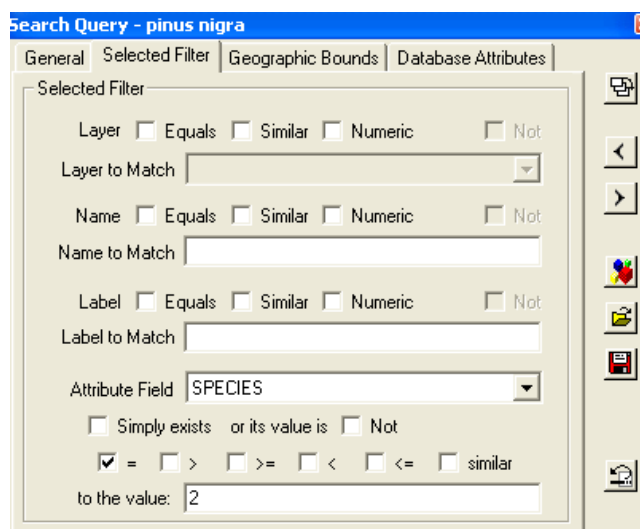 Search Query - pinus nigra
General Selected Filter Geographic Bounds Database Attributes
Selected Filter
Layer Equals Similar Numeric Not
Layer to Match
Name Equals Similar Numeric Not
Name to Match
Label Equals Similar Numeric Not
Label to Match
Attribute Field SPECIES
Simply exists or its value is Not
= > >= < <= similar
to the value: 2